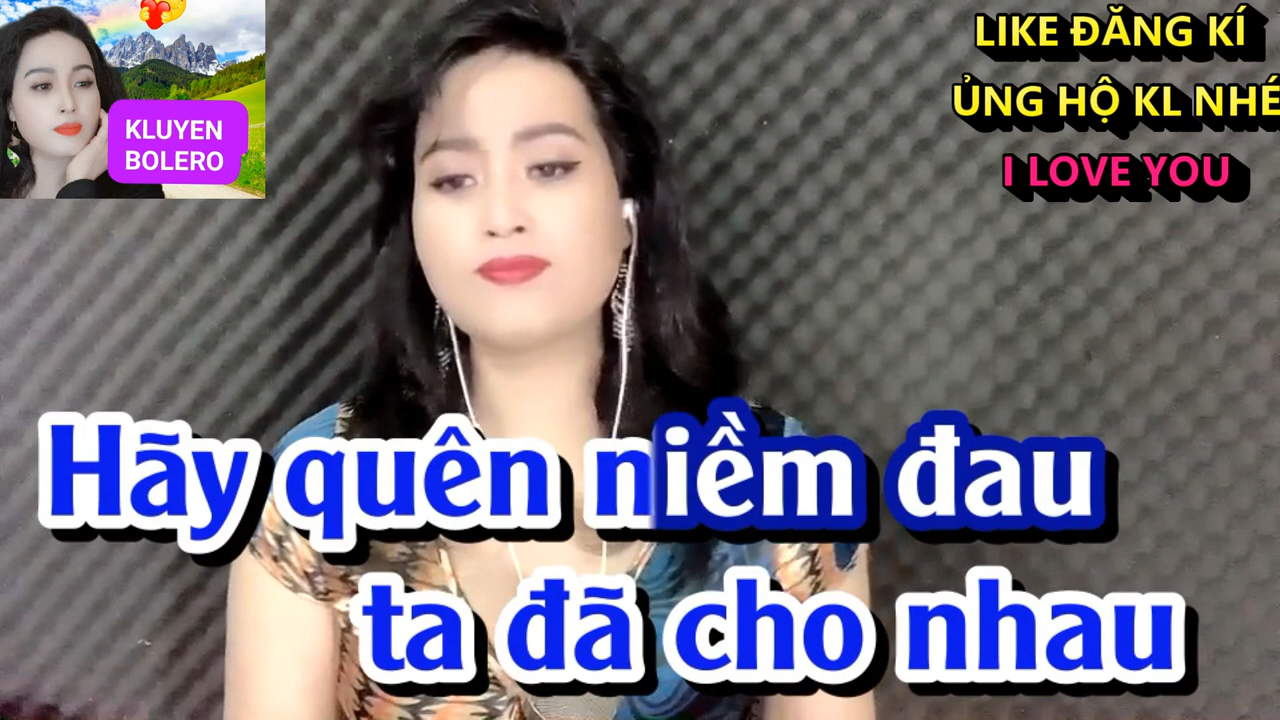 KLUYEN
BOLERO
LIKE ĐĂNG KÍ
ỦNG HỘ KL NHÉ
I LOVE YOU
Hãy quên niềm đau
ta đã cho nhau